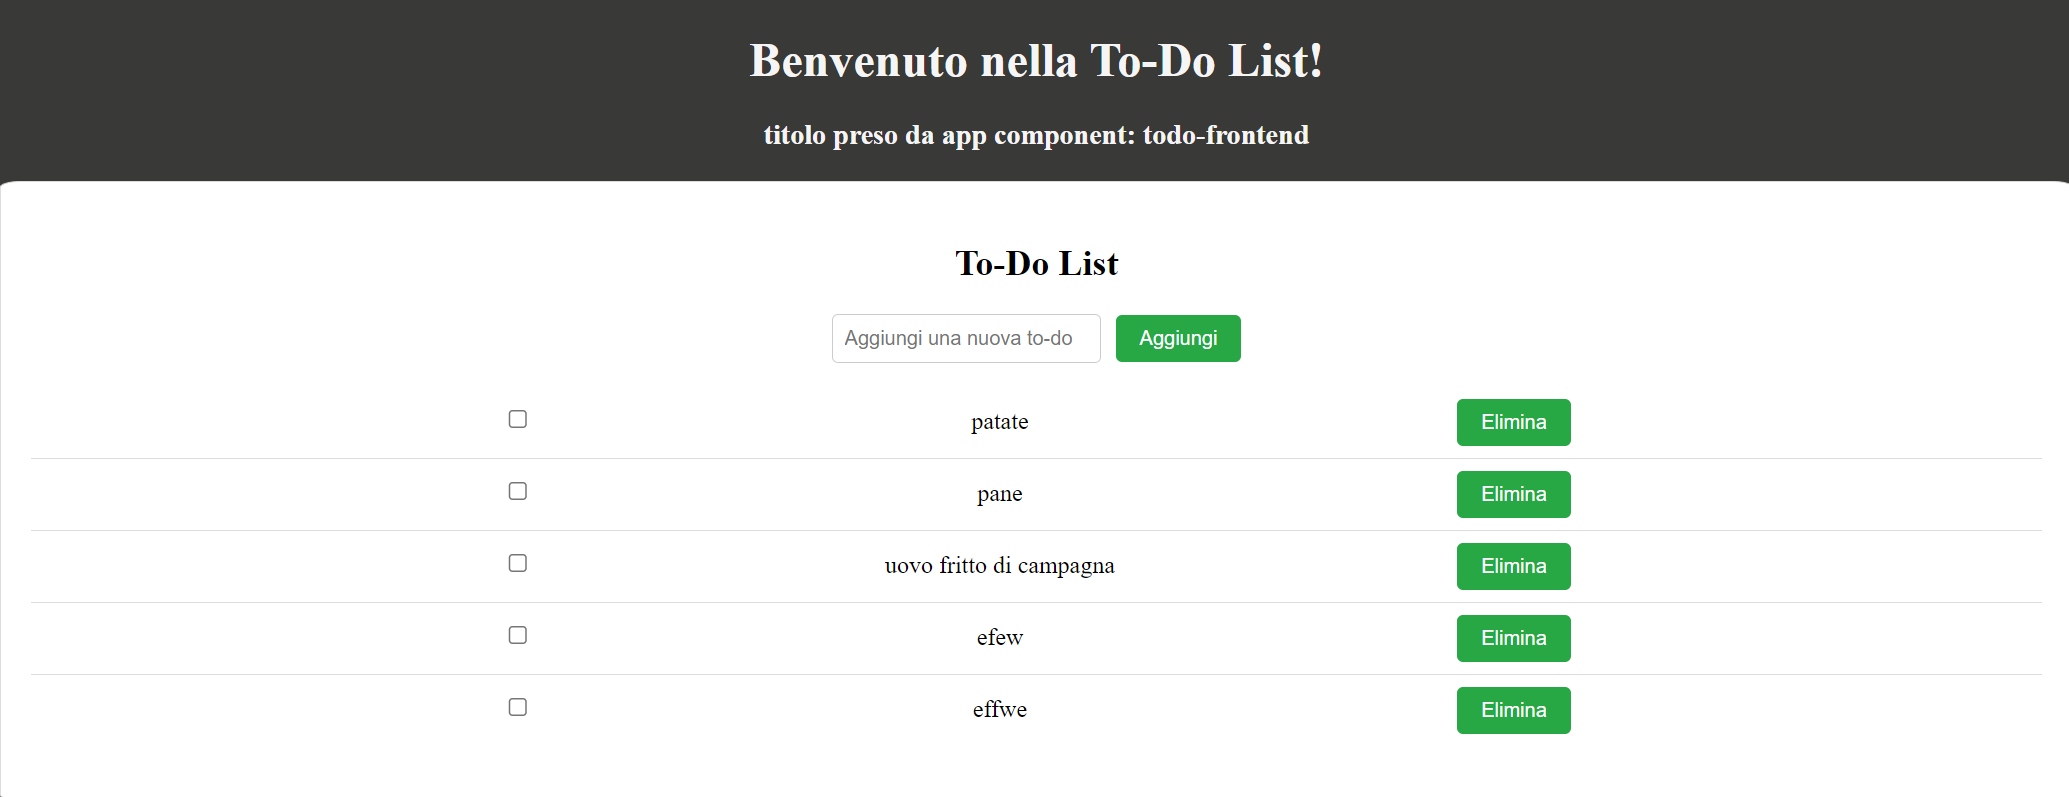 Benvenuto nella To-Do List!
titolo preso da app component: todo-frontend
To-Do List
Aggiungi una nuova to-do Aggiungi
patate Elimina
pane Elimina
uovo fritto di campagna Elimina
efew Elimina
effwe Elimina